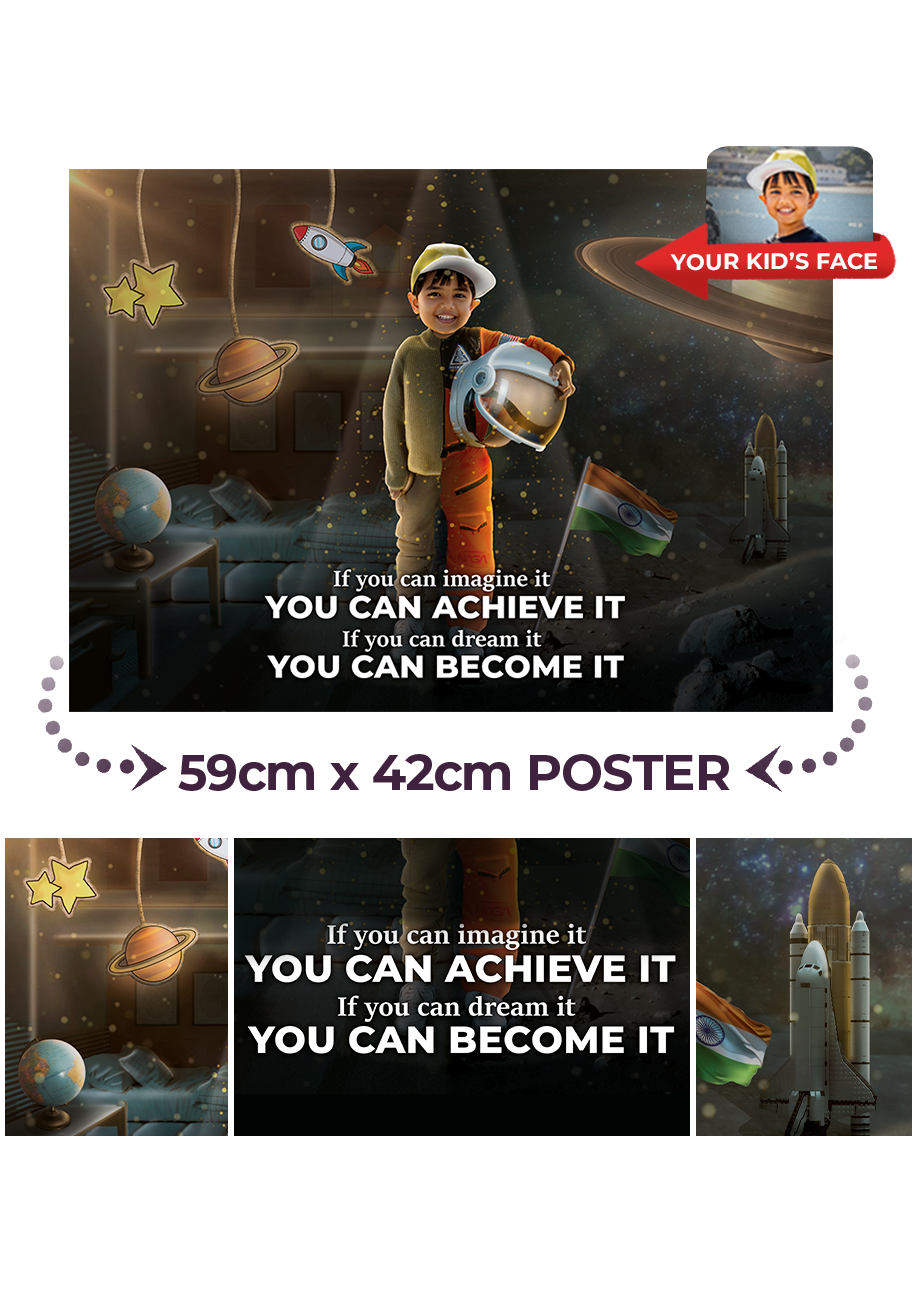 YOUR KID'S FACE
If you can imagine it
YOU CAN ACHIEVE IT
If you can dream it
YOU CAN BECOME IT
59cm x 42cm POSTER
If you can imagine it
YOU CAN ACHIEVE IT
If you can dream it
YOU CAN BECOME IT